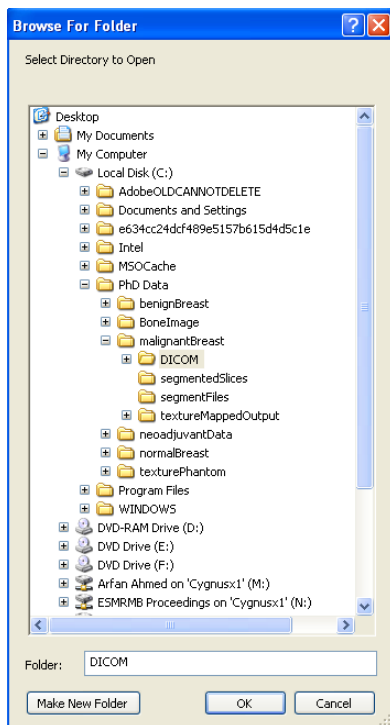 Browse For Folder
Select Directory to Open
Desktop
My Documents
My Computer
Local Disk (C:)
AdobeOLDCANNOTDELETE
Documents and Settings
e634cc24dcf489e5157b615d4d5c1e
Intel
MSOCache
PhD Data
benignBreast
BoneImage
malignantBreast
DICOM
segmentedSlices
segmentFiles
textureMappedOutput
neoadjuvantData
normalBreast
texturePhantom
Program Files
WINDOWS
DVD-RAM Drive (D:)
DVD Drive (E:)
DVD Drive (F:)
Arfan Ahmed on 'Cygnusx1' (M:)
ESMRMB Proceedings on 'Cygnusx1' (N:)
Folder: DICOM
Make New Folder OK Cancel